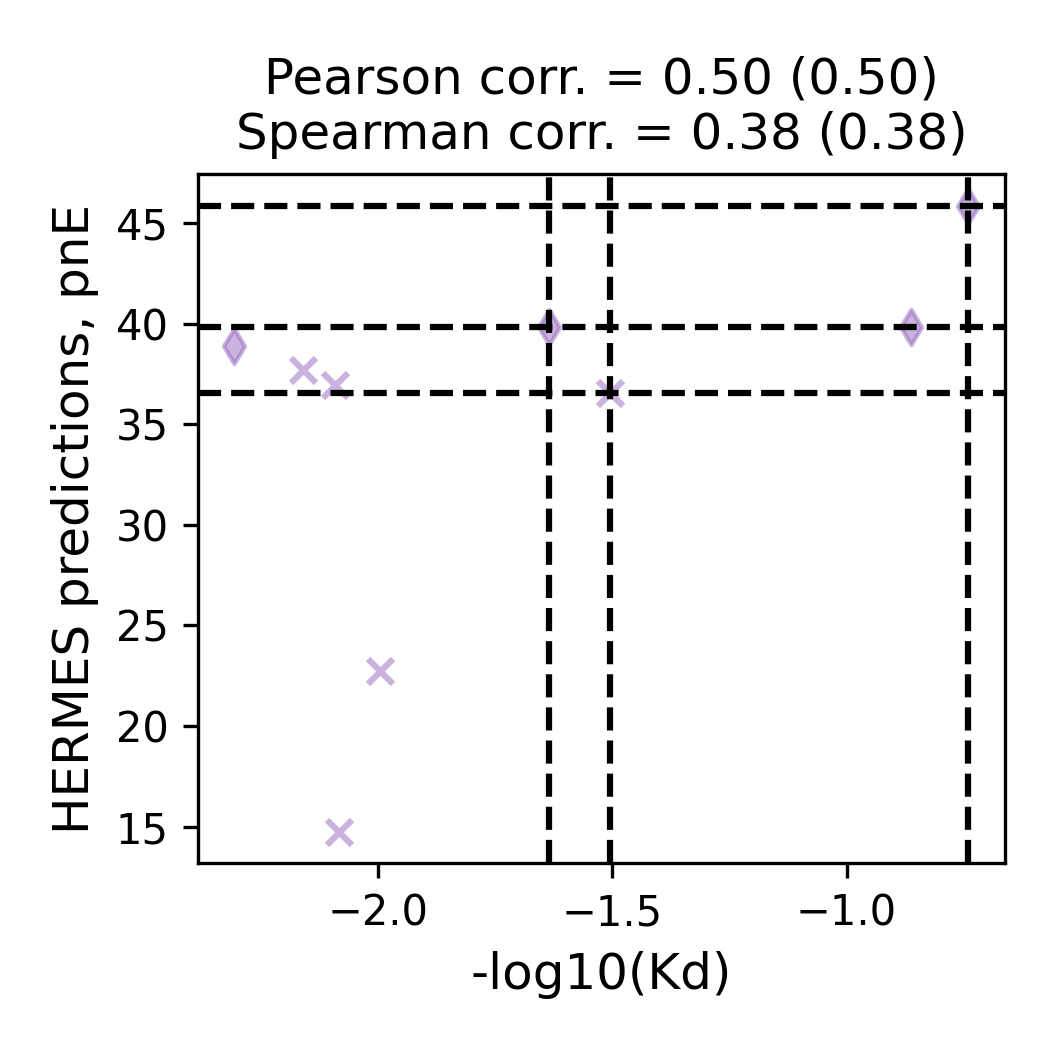 Pearson corr. = 0.50 (0.50)
Spearman corr. = 0.38 (0.38)
HERMES predictions, pnE
45
40
35
30
25
20
15
−2.0
−1.5
−1.0
-log10(Kd)